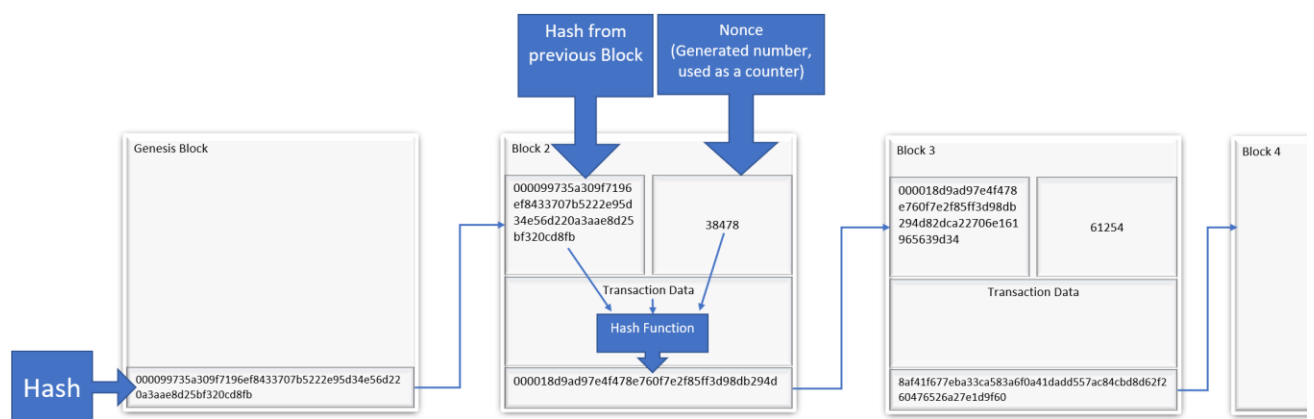 Hash from
previous Block
Nonce
(Generated number,
used as a counter)
Genesis Block
Hash
000099735a309f7196ef8433707b5222e95d34e56d22
0a3aae8d25bf320cd8fb
Block 2
000099735a309f7196
ef8433707b5222e95d
34e56d220a3aae8d25
bf320cd8fb
38478
Transaction Data
Hash Function
000018d9ad97e4f478e760f7e2f85ff3d98db294d
Block 3
000018d9ad97e4f478
e760f7e2f85ff3d98db
294d82dca22706e161
965639d34
61254
Transaction Data
8af41f677eba33ca583a6f0a41dadd557ac84cbd8d62f2
60476526a27e1d9f60
Block 4